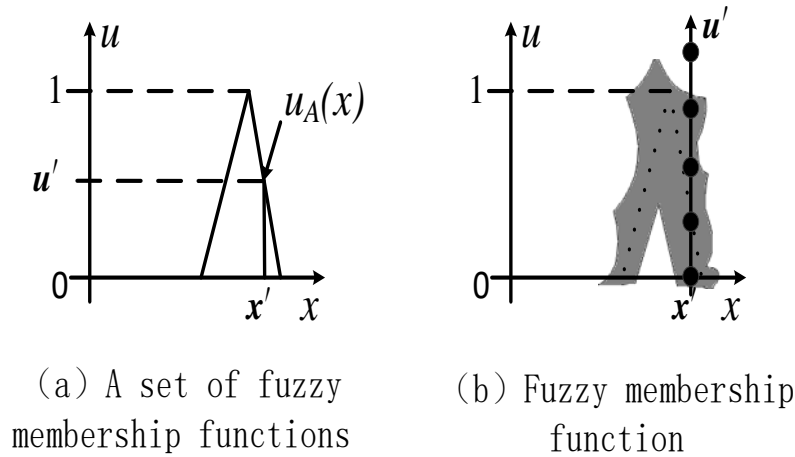 u
u'
1
1
u_A(x)
u'
0
x'
x
u
0
x'
x
(a) A set of fuzzy
membership functions
(b) Fuzzy membership
function